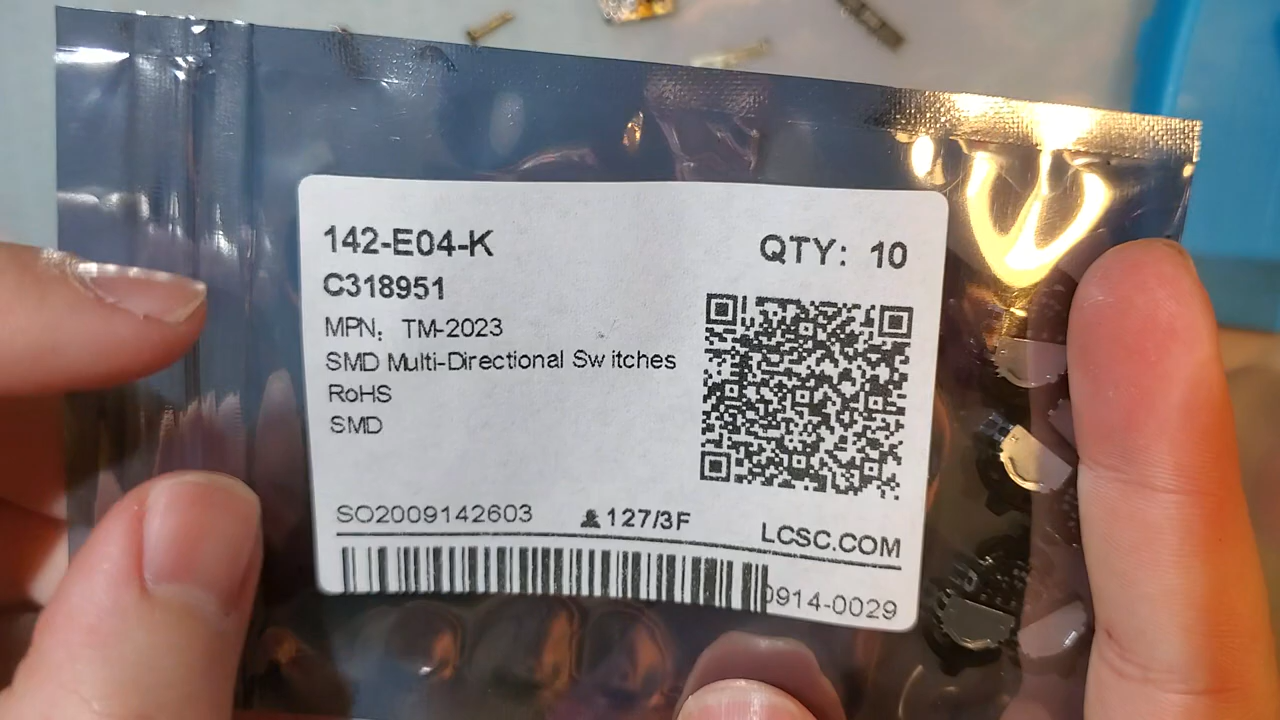 142-E04-K
QTY: 10
C318951
MPN: TM-2023
SMD Multi-Directional Switches
RoHS
SMD
SO2009142603
127/3F
LCSC.COM
0914-0029